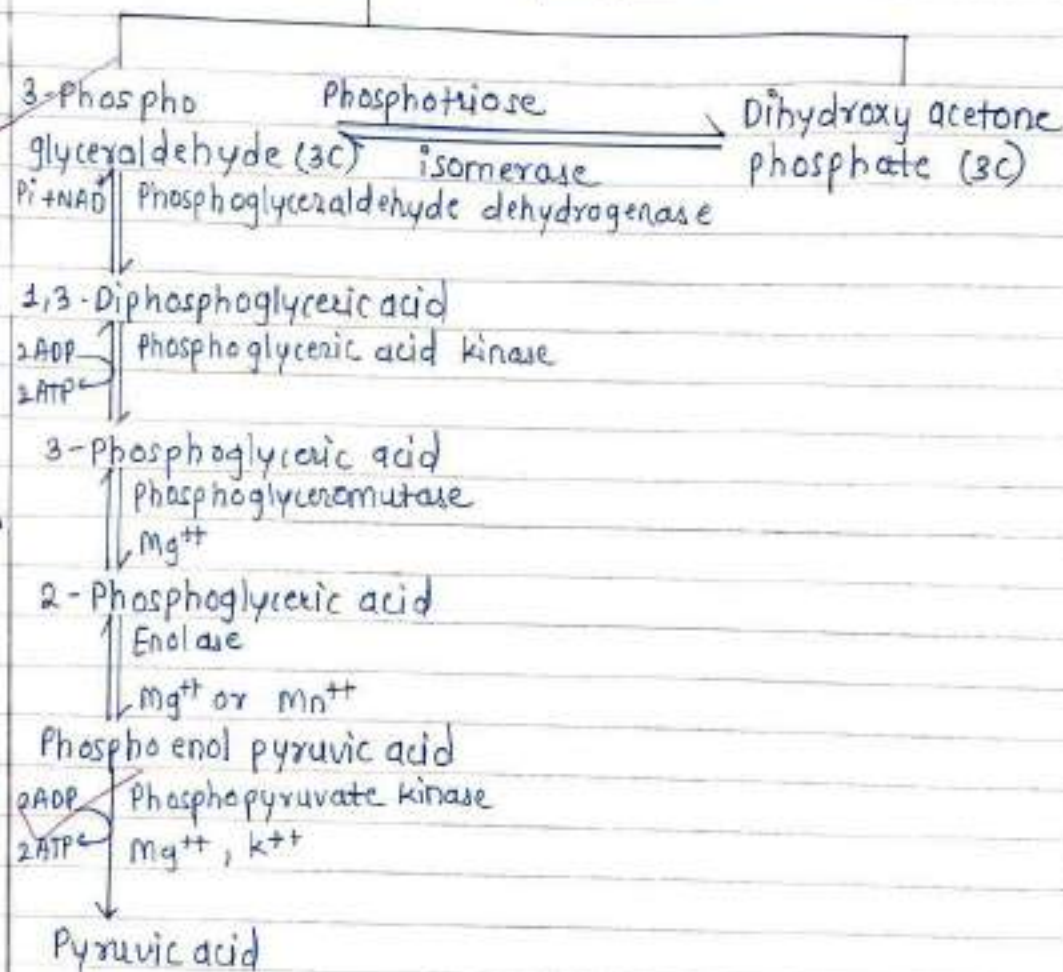 3-Phospho Phosphotriose Dihydroxy acetone
glyceraldehyde (3C) isomerase phosphate (3C)
Pi+NAD Phosphoglyceraldehyde dehydrogenase
1,3-Diphosphoglyceric acid
2ADP Phosphoglyceric acid kinase
2ATP
3-Phosphoglyceric acid
Phosphoglyceromutase
Mg++
2-Phosphoglyceric acid
Enolase
Mg++ or Mn++
Phospho enol pyruvic acid
2ADP Phosphopyruvate kinase
2ATP Mg++, K++
Pyruvic acid